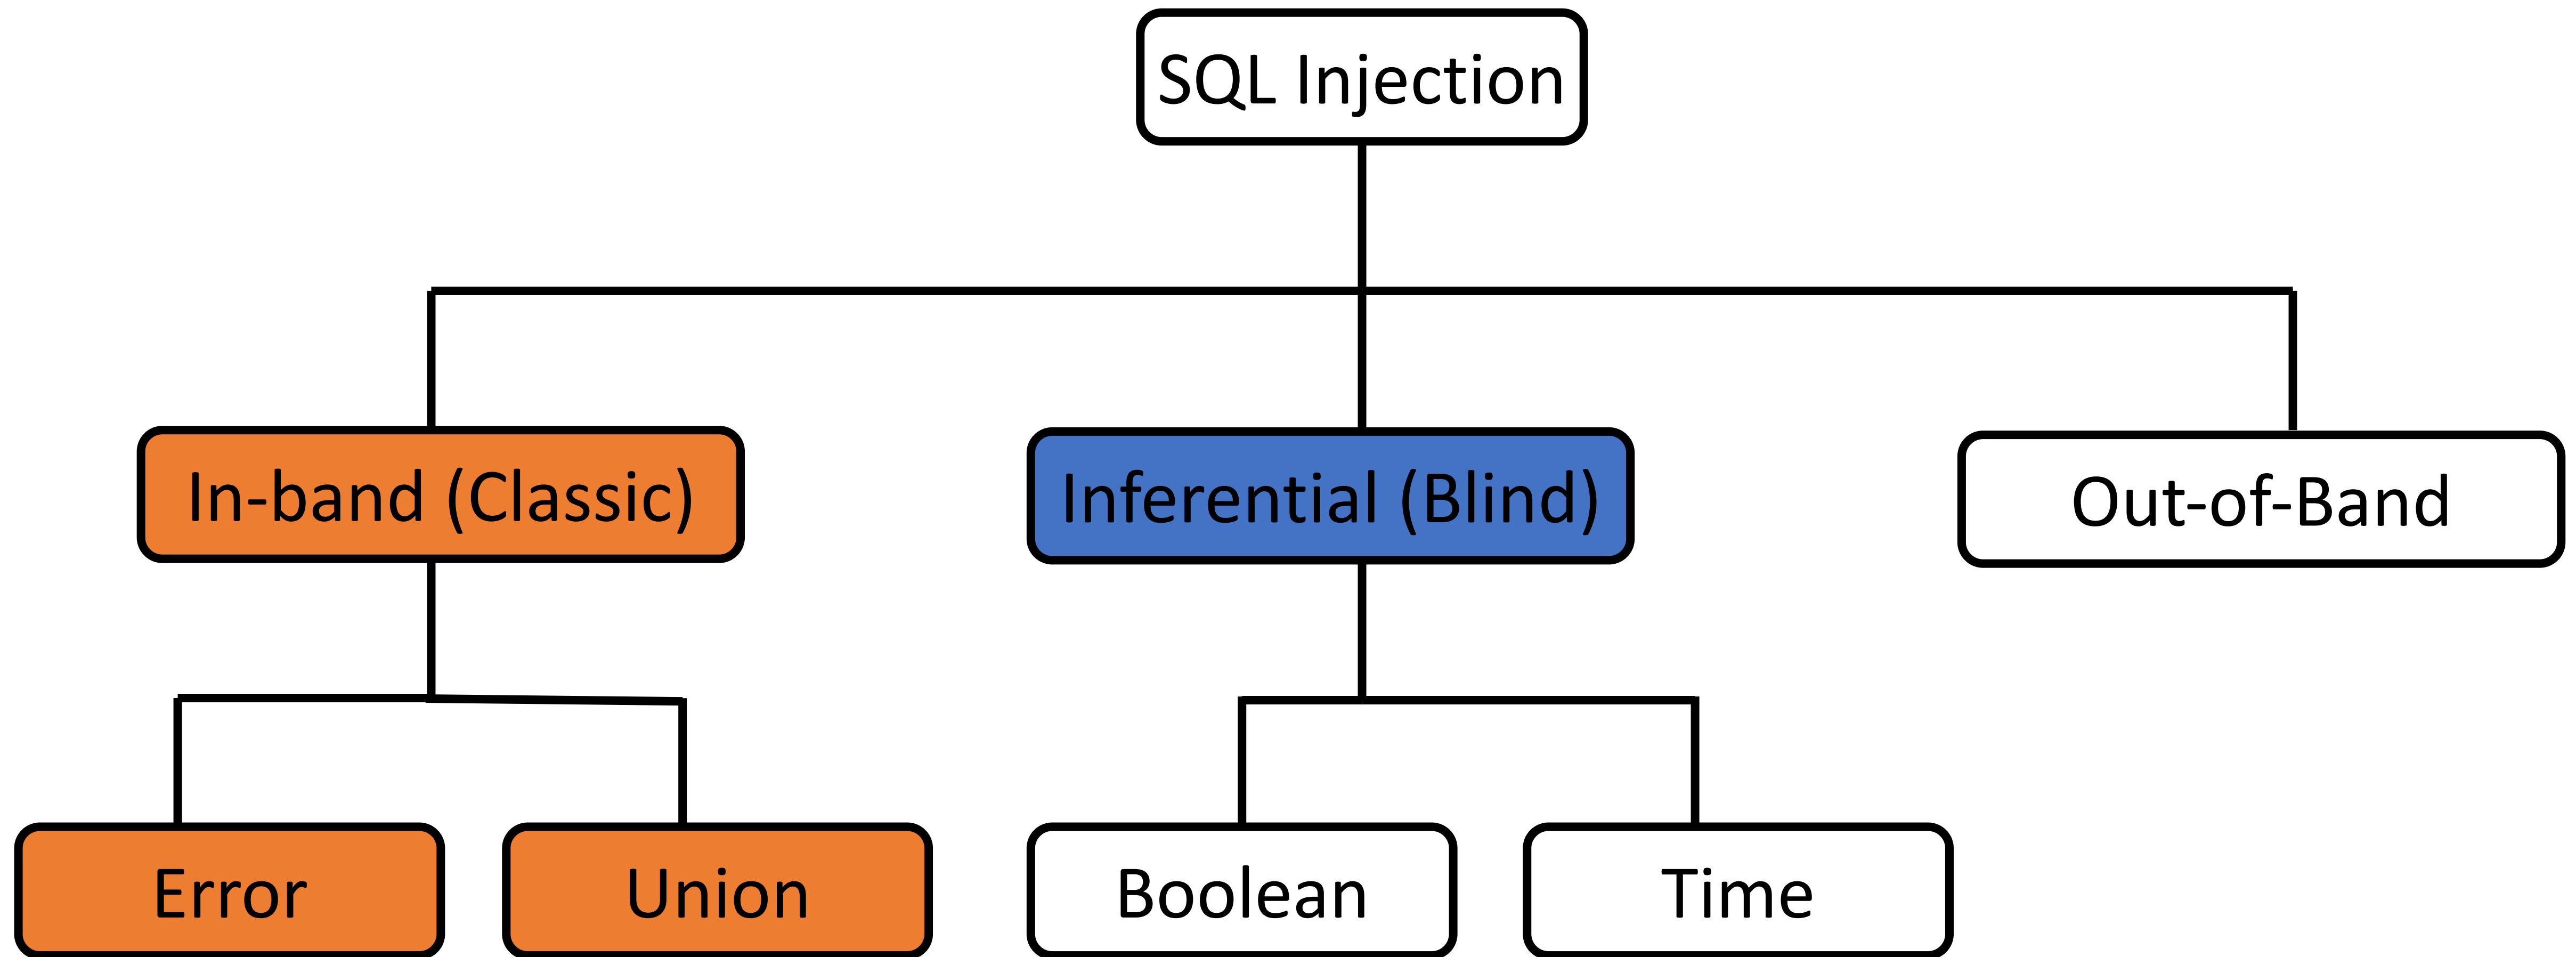 SQL Injection
In-band (Classic)
Inferential (Blind)
Out-of-Band
Error
Union
Boolean
Time